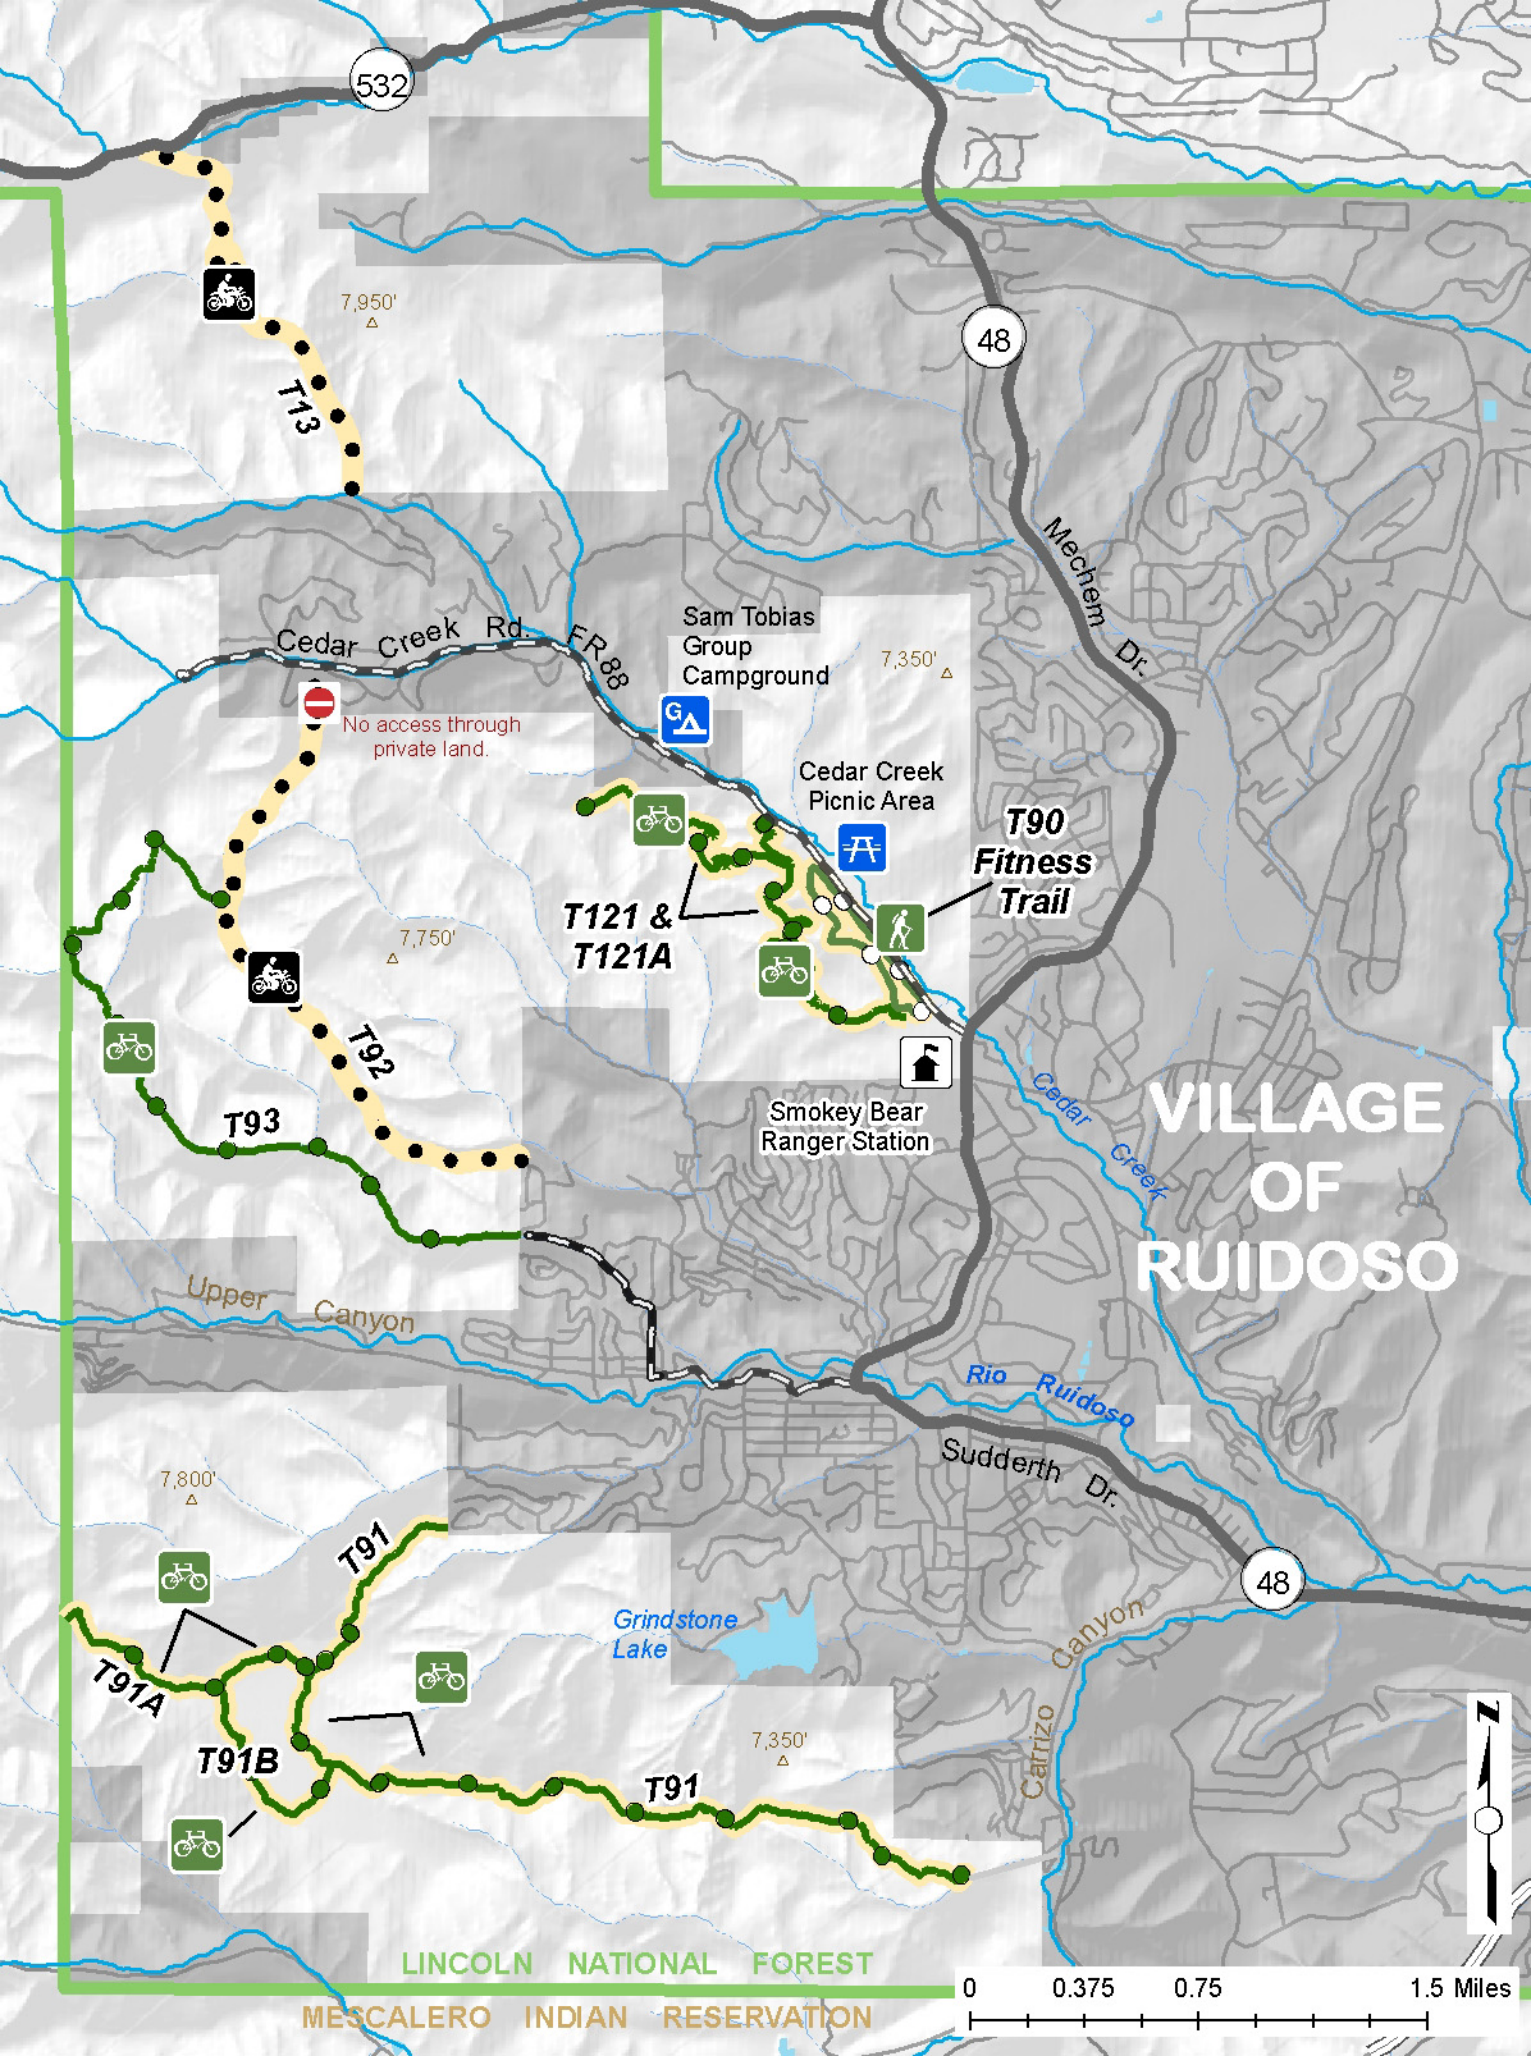 532
7,950'
48
T13
Mechem Dr.
Sam Tobias
Group
Campground
Cedar Creek Rd.
FR 88
7,350'
G
No access through
private land.
Cedar Creek
Picnic Area
T90
Fitness
Trail
T121 &
T121A
7,750'
T92
T93
Smokey Bear
Ranger Station
Cedar Creek
VILLAGE
OF
RUIDOSO
Upper Canyon
Rio Ruidoso
Sudderth Dr.
7,800'
T91
48
Grindstone
Lake
Canyon
Carrizo
T91A
T91B
7,350'
T91
N
LINCOLN NATIONAL FOREST
MESCALERO INDIAN RESERVATION
0 0.375 0.75 1.5 Miles